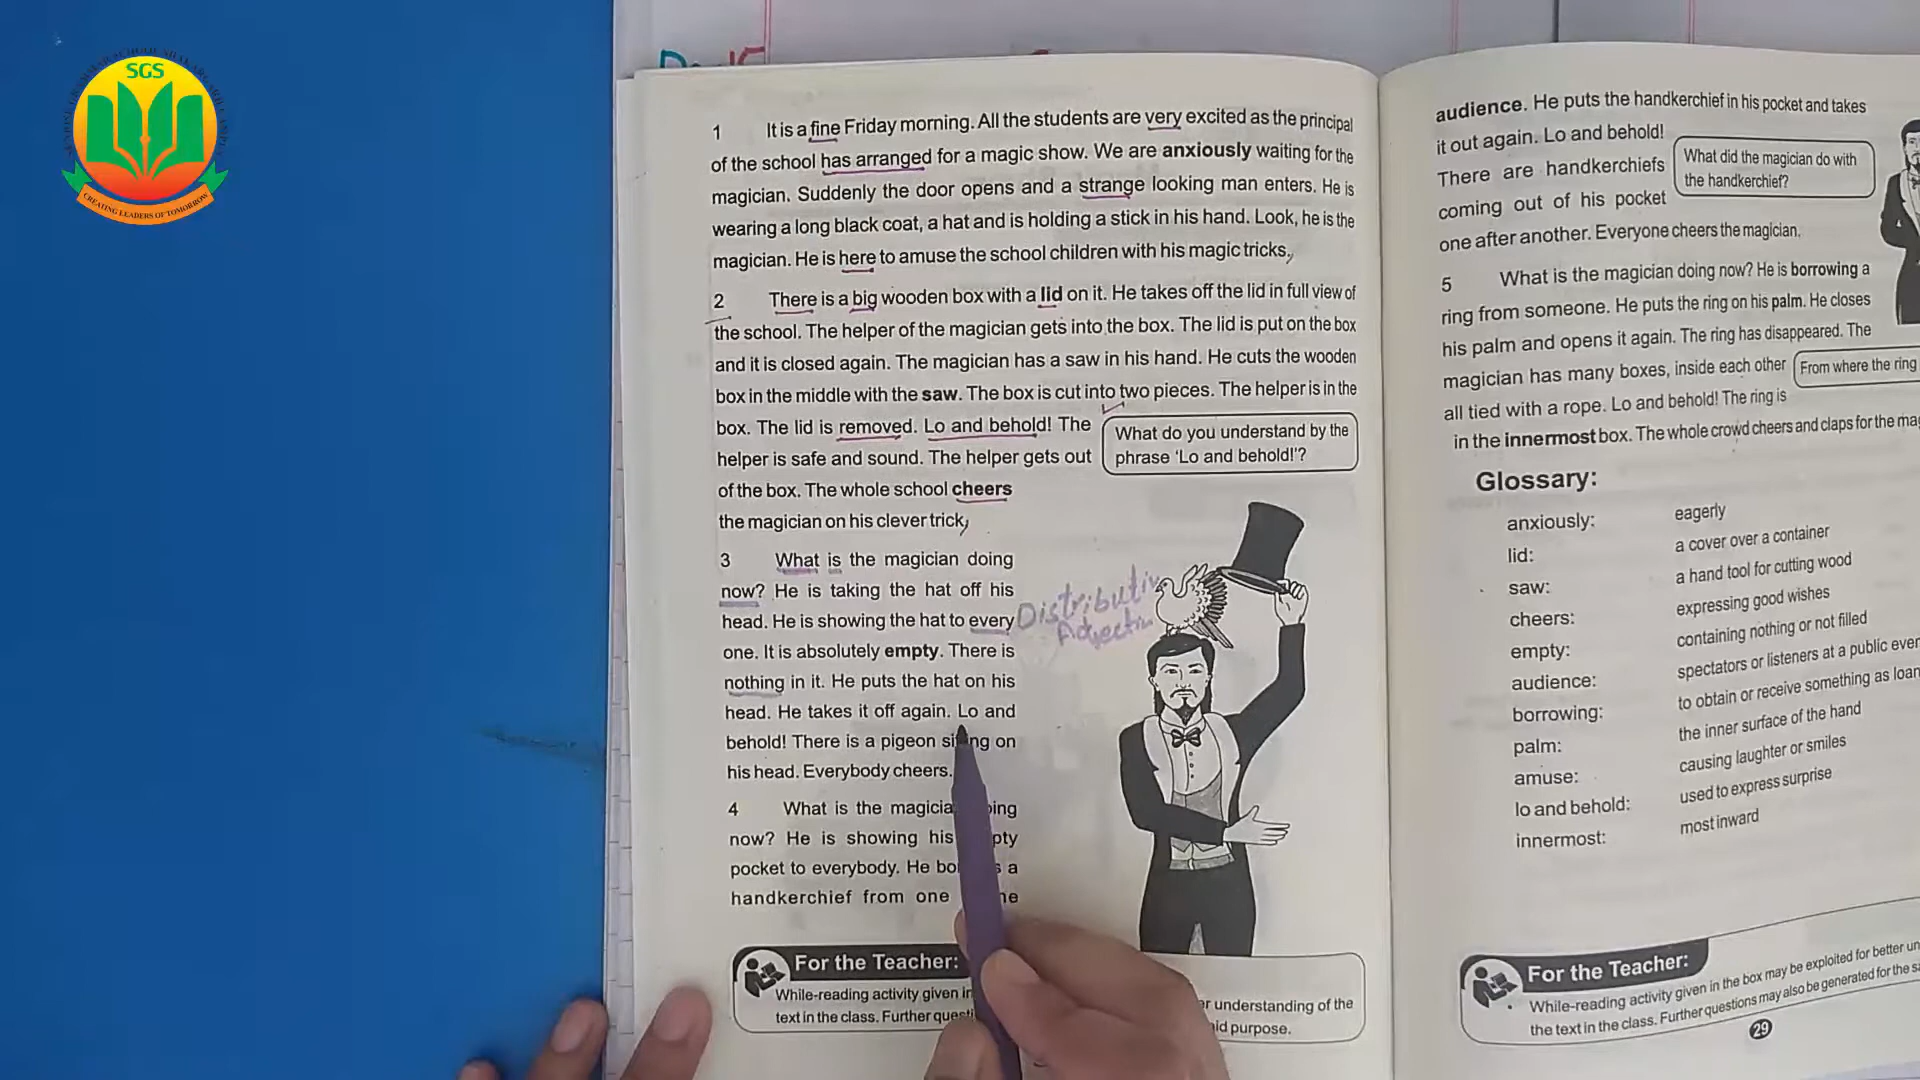 SGS
CREATING LEADERS OF TOMORROW
1 It is a fine Friday morning. All the students are very excited as the principal
of the school has arranged for a magic show. We are anxiously waiting for the
magician. Suddenly the door opens and a strange looking man enters. He is
wearing a long black coat, a hat and is holding a stick in his hand. Look, he is the
magician. He is here to amuse the school children with his magic tricks.
2 There is a big wooden box with a lid on it. He takes off the lid in full view of
the school. The helper of the magician gets into the box. The lid is put on the box
and it is closed again. The magician has a saw in his hand. He cuts the wooden
box in the middle with the saw. The box is cut into two pieces. The helper is in the
box. The lid is removed. Lo and behold! The
helper is safe and sound. The helper gets out
of the box. The whole school cheers
the magician on his clever trick.
What do you understand by the
phrase 'Lo and behold!'?
3 What is the magician doing
now? He is taking the hat off his
head. He is showing the hat to every
one. It is absolutely empty. There is
nothing in it. He puts the hat on his
head. He takes it off again. Lo and
behold! There is a pigeon on
his head. Everybody cheers.
Distributiv
4 What is the
now? He is showing his
pocket to everybody. He a
handkerchief from one
For the Teacher:
While-reading activity given in understanding of the
text in the class. Further purpose.
audience. He puts the handkerchief in his pocket and takes
it out again. Lo and behold!
There are handkerchiefs
coming out of his pocket
one after another. Everyone cheers the magician.
What did the magician do with
the handkerchief?
5 What is the magician doing now? He is borrowing a
ring from someone. He puts the ring on his palm. He closes
his palm and opens it again. The ring has disappeared. The
magician has many boxes, inside each other
all tied with a rope. Lo and behold! The ring is
in the innermost box. The whole crowd cheers and claps for the
From where the ring
Glossary:
anxiously: eagerly
lid: a cover over a container
saw: a hand tool for cutting wood
cheers: expressing good wishes
empty: containing nothing or not filled
audience: spectators or listeners at a public
borrowing: to obtain or receive something as loan
palm: the inner surface of the hand
amuse: causing laughter or smiles
lo and behold: used to express surprise
innermost: most inward
For the Teacher:
While-reading activity given in the box may be exploited for better
the text in the class. Further questions may also be generated for the
29